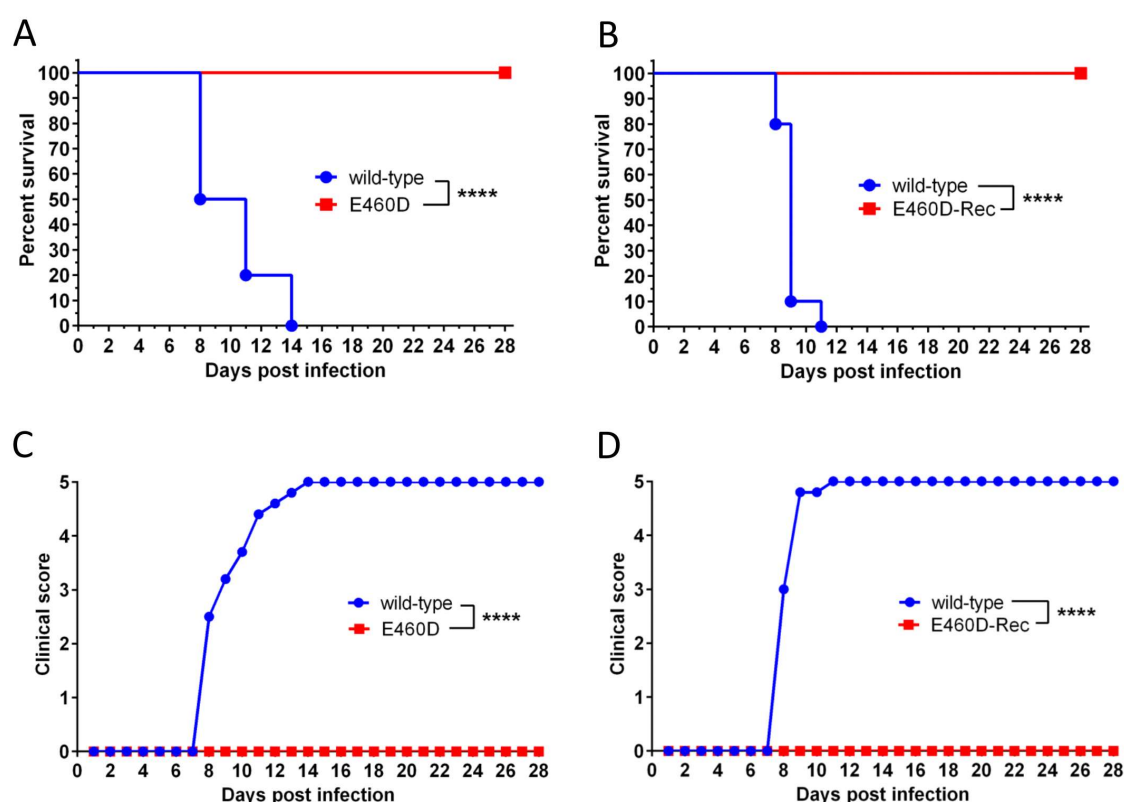 A
100
90
80
70
60
50
40
30
20
10
0
Percent survival
wild-type
E460D
****
0 2 4 6 8 10 12 14 16 18 20 22 24 26 28
Days post infection
B
100
90
80
70
60
50
40
30
20
10
0
Percent survival
wild-type
E460D-Rec
****
0 2 4 6 8 10 12 14 16 18 20 22 24 26 28
Days post infection
C
5
4
3
2
1
0
Clinical score
wild-type
E460D
****
0 2 4 6 8 10 12 14 16 18 20 22 24 26 28
Days post infection
D
5
4
3
2
1
0
Clinical score
wild-type
E460D-Rec
****
0 2 4 6 8 10 12 14 16 18 20 22 24 26 28
Days post infection